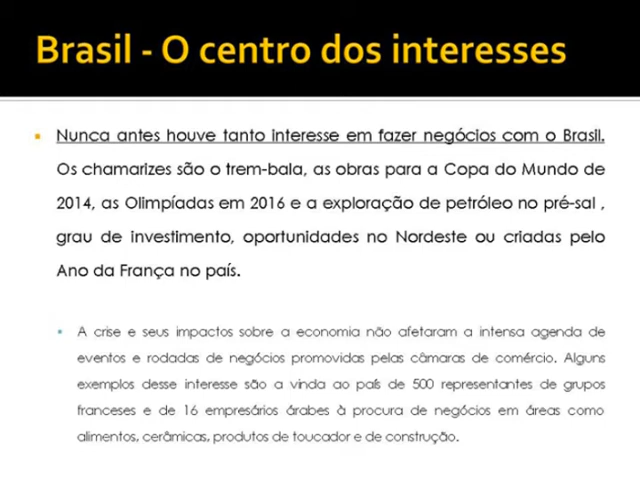 Brasil - O centro dos interesses
Nunca antes houve tanto interesse em fazer negócios com o Brasil.
Os chamarizes são o trem-bala, as obras para a Copa do Mundo de
2014, as Olimpíadas em 2016 e a exploração de petróleo no pré-sal ,
grau de investimento, oportunidades no Nordeste ou criadas pelo
Ano da França no país.
A crise e seus impactos sobre a economia não afetaram a intensa agenda de
eventos e rodadas de negócios promovidas pelas câmaras de comércio. Alguns
exemplos desse interesse são a vinda ao país de 500 representantes de grupos
franceses e de 16 empresários árabes à procura de negócios em áreas como
alimentos, cerâmicas, produtos de toucador e de construção.